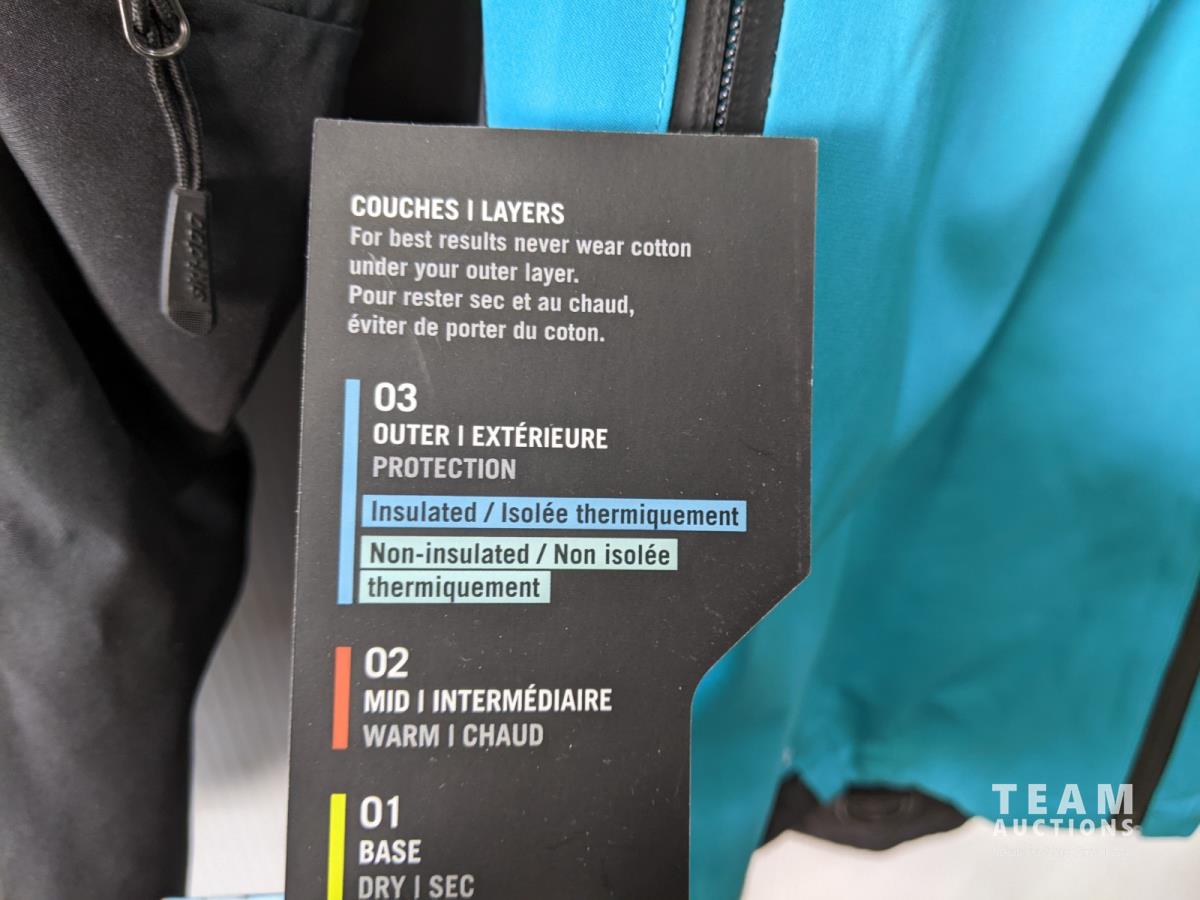 COUCHES | LAYERS
For best results never wear cotton
under your outer layer.
Pour rester sec et au chaud,
éviter de porter du coton.
03
OUTER | EXTÉRIEURE
PROTECTION
Insulated / Isolée thermiquement
Non-insulated / Non isolée
thermiquement
02
MID | INTERMÉDIAIRE
WARM | CHAUD
01
BASE
DRY | SEC
TEAM
AUCTIONS